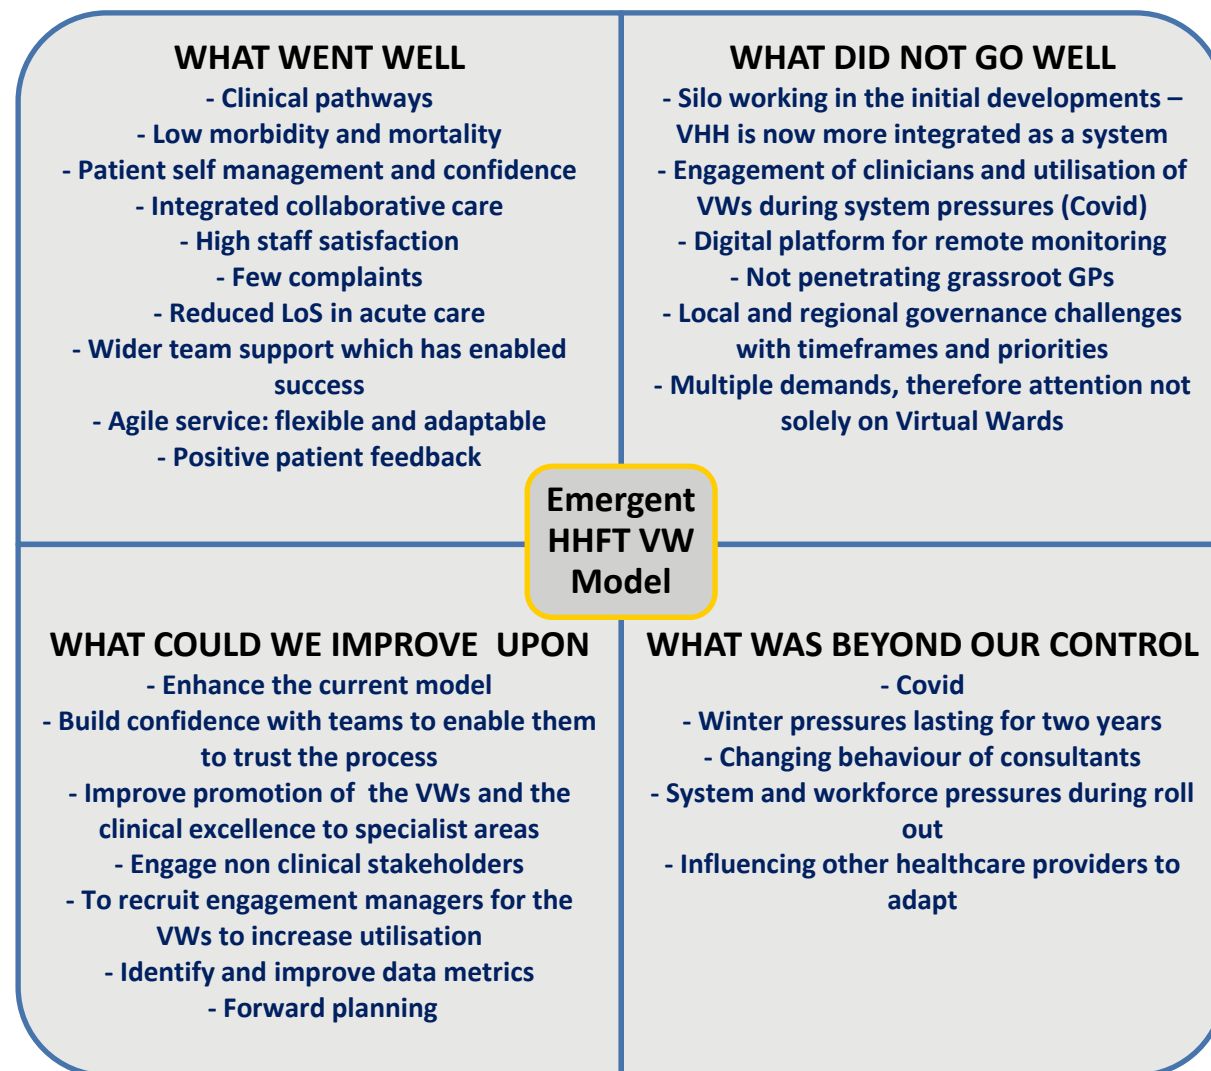 WHAT WENT WELL
- Clinical pathways
- Low morbidity and mortality
- Patient self management and confidence
- Integrated collaborative care
- High staff satisfaction
- Few complaints
- Reduced LoS in acute care
- Wider team support which has enabled
success
- Agile service: flexible and adaptable
- Positive patient feedback
WHAT DID NOT GO WELL
- Silo working in the initial developments –
VHH is now more integrated as a system
- Engagement of clinicians and utilisation of
VWs during system pressures (Covid)
- Digital platform for remote monitoring
- Not penetrating grassroot GPs
- Local and regional governance challenges
with timeframes and priorities
- Multiple demands, therefore attention not
solely on Virtual Wards
Emergent
HHFT VW
Model
WHAT COULD WE IMPROVE  UPON
- Enhance the current model
- Build confidence with teams to enable them
to trust the process
- Improve promotion of  the VWs and the
clinical excellence to specialist areas
- Engage non clinical stakeholders
- To recruit engagement managers for the
VWs to increase utilisation
- Identify and improve data metrics
- Forward planning
WHAT WAS BEYOND OUR CONTROL
- Covid
- Winter pressures lasting for two years
- Changing behaviour of consultants
- System and workforce pressures during roll
out
- Influencing other healthcare providers to
adapt